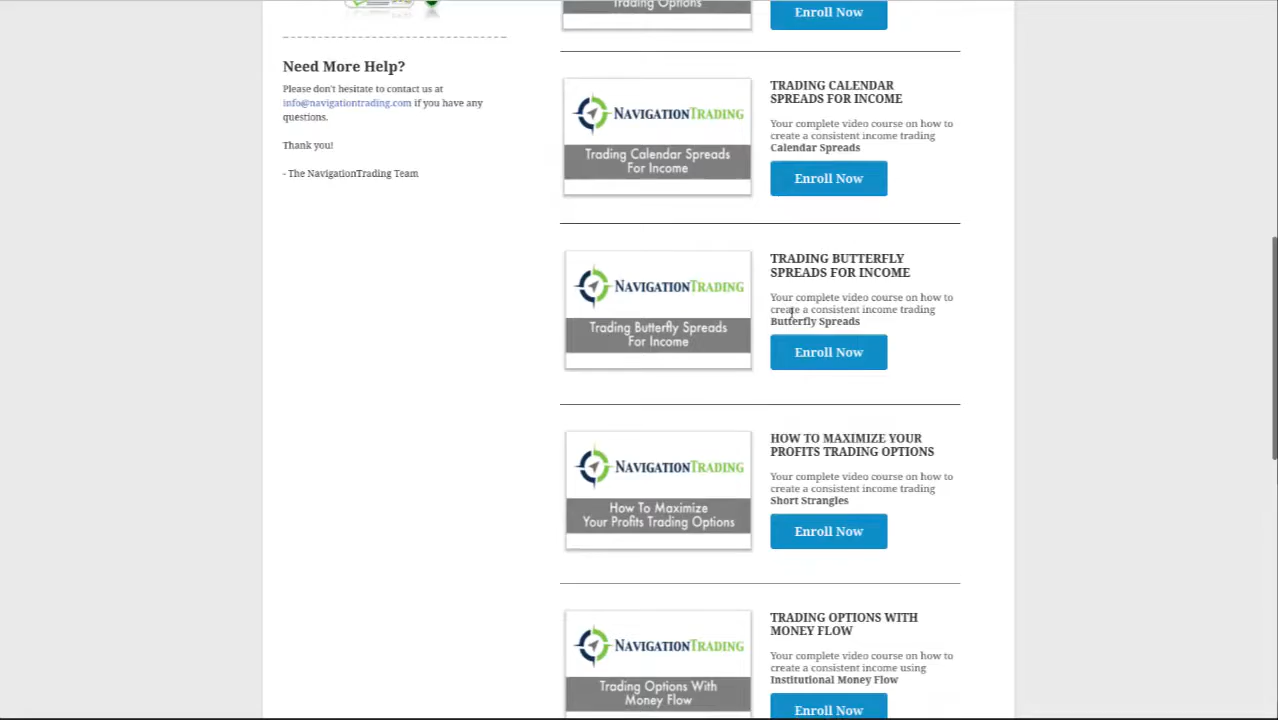 Need More Help?
Please don't hesitate to contact us at
info@navigationtrading.com if you have any
questions.
Thank you!
- The NavigationTrading Team
Trading Options
Enroll Now
NAVIGATIONTRADING
Trading Calendar Spreads
For Income
TRADING CALENDAR
SPREADS FOR INCOME
Your complete video course on how to
create a consistent income trading
Calendar Spreads
Enroll Now
NAVIGATIONTRADING
Trading Butterfly Spreads
For Income
TRADING BUTTERFLY
SPREADS FOR INCOME
Your complete video course on how to
create a consistent income trading
Butterfly Spreads
Enroll Now
NAVIGATIONTRADING
How To Maximize
Your Profits Trading Options
HOW TO MAXIMIZE YOUR
PROFITS TRADING OPTIONS
Your complete video course on how to
create a consistent income trading
Short Strangles
Enroll Now
NAVIGATIONTRADING
Trading Options With
Money Flow
TRADING OPTIONS WITH
MONEY FLOW
Your complete video course on how to
create a consistent income using
Institutional Money Flow
Enroll Now